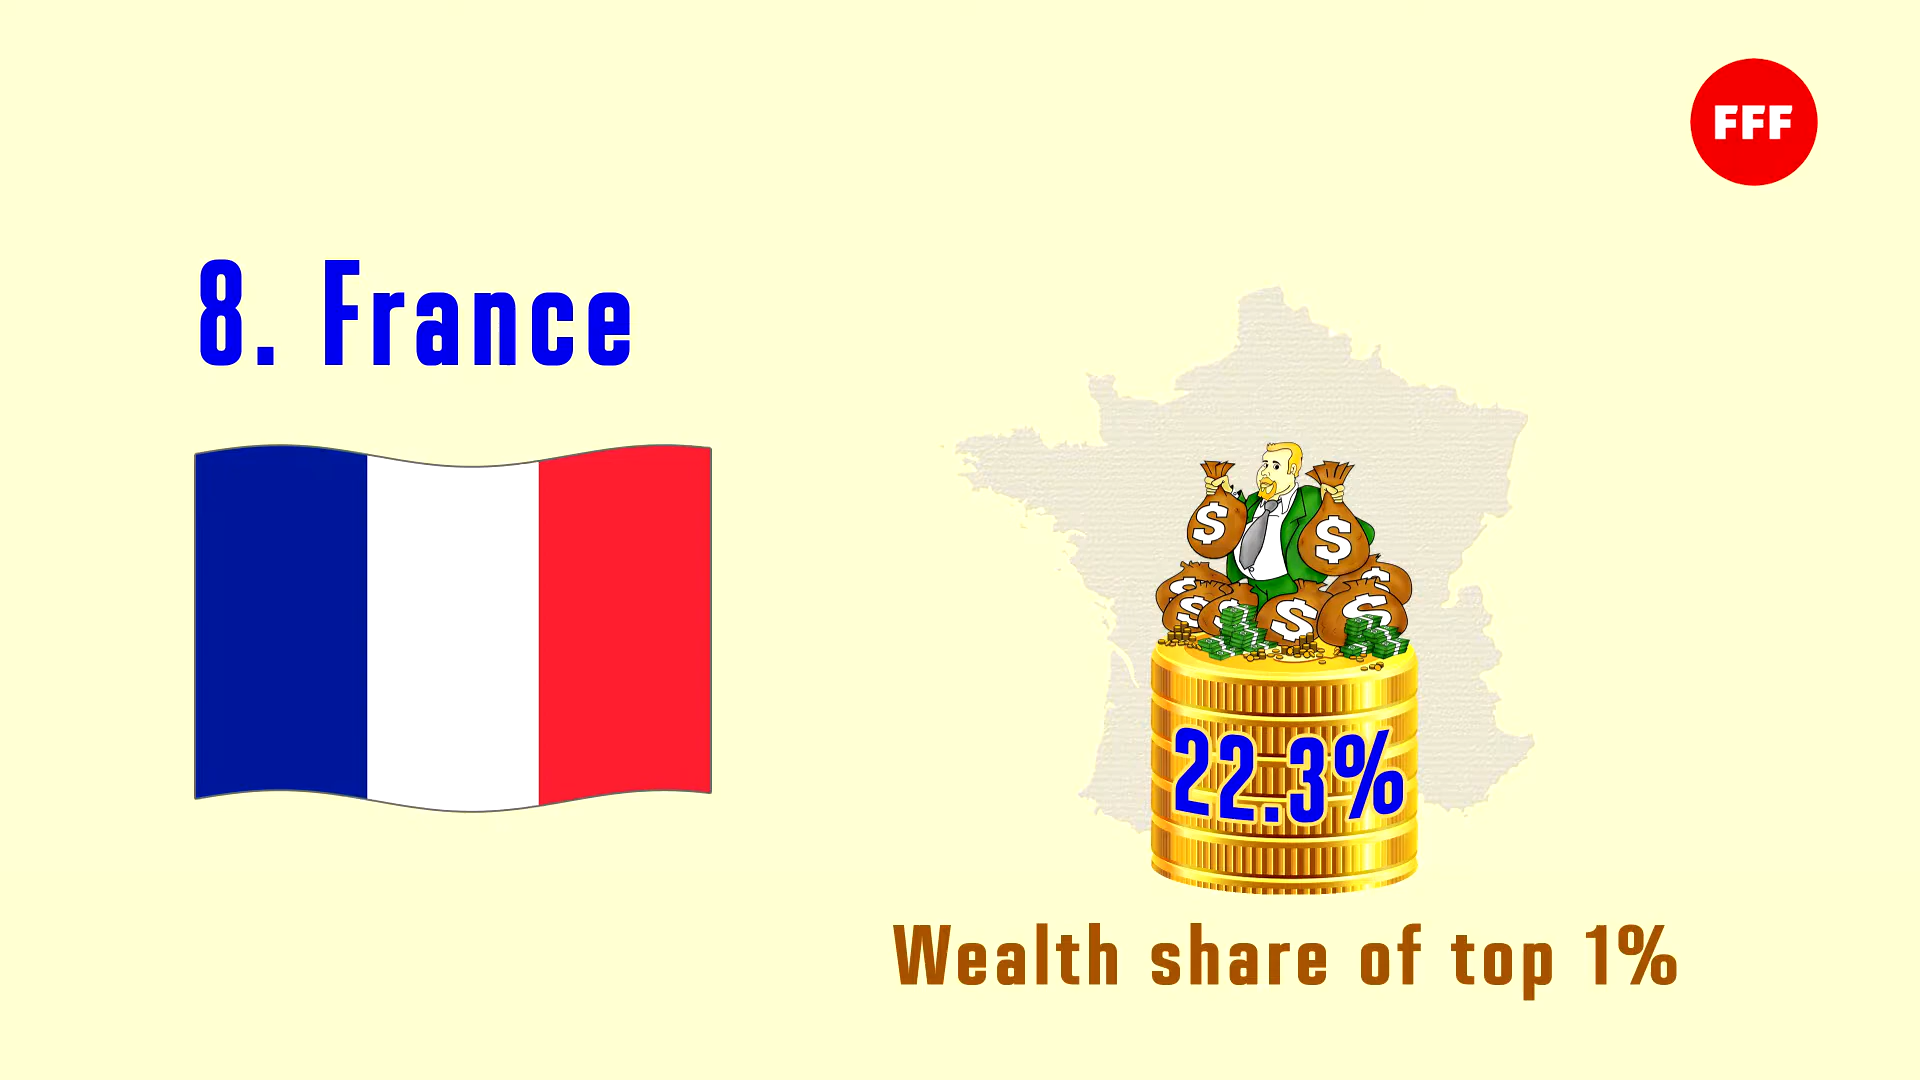 FFF
8. France
$ $
$ $
$ $ $ $
22.3%
Wealth share of top 1%